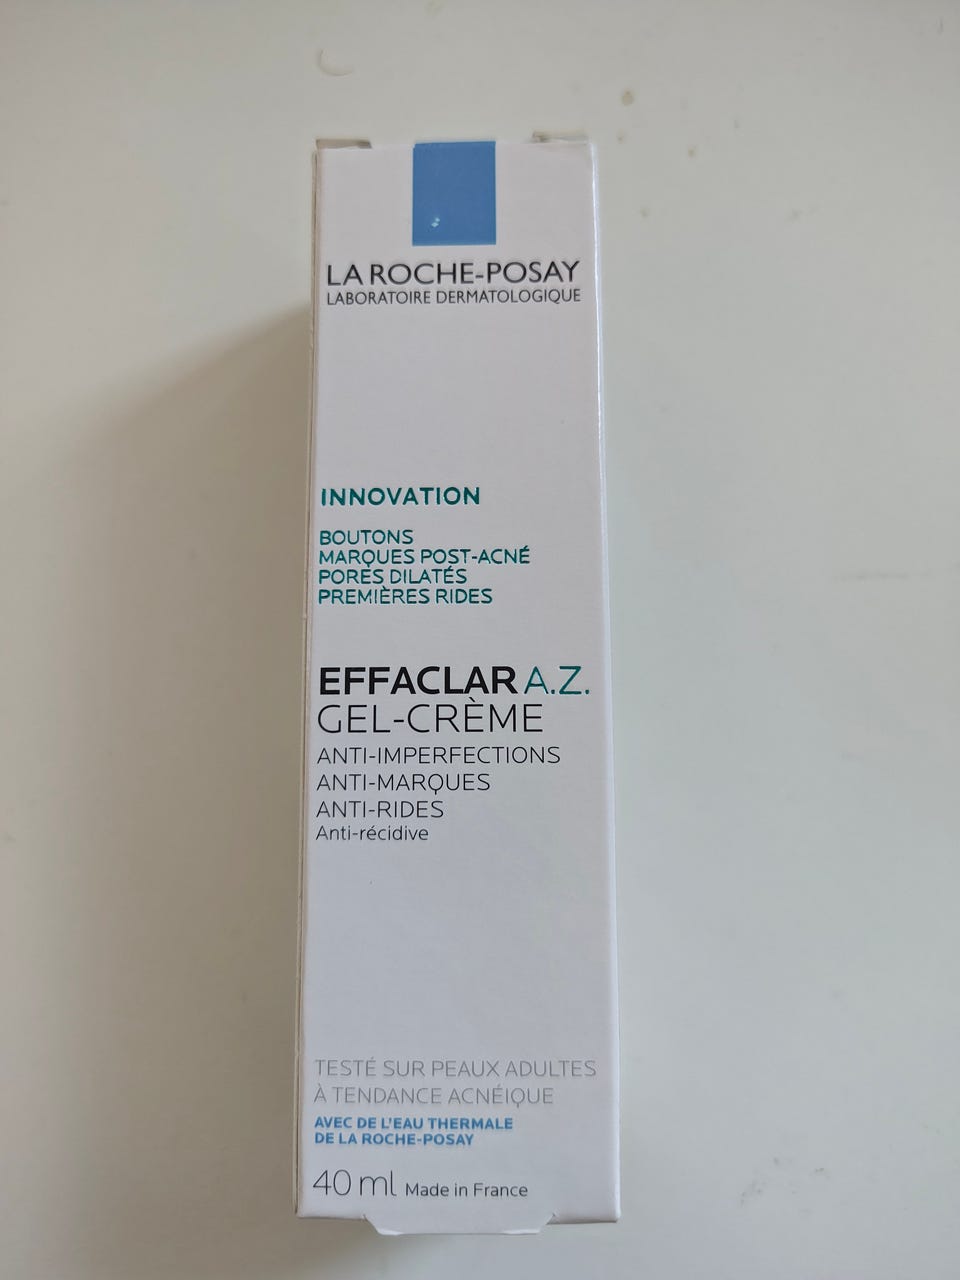 LA ROCHE-POSAY
LABORATOIRE DERMATOLOGIQUE
INNOVATION
BOUTONS
MARQUES POST-ACNÉ
PORES DILATÉS
PREMIÈRES RIDES
EFFACLAR A.Z.
GEL-CRÈME
ANTI-IMPERFECTIONS
ANTI-MARQUES
ANTI-RIDES
Anti-récidive
TESTÉ SUR PEAUX ADULTES
À TENDANCE ACNÉIQUE
AVEC DE L'EAU THERMALE
DE LA ROCHE-POSAY
40 ml Made in France